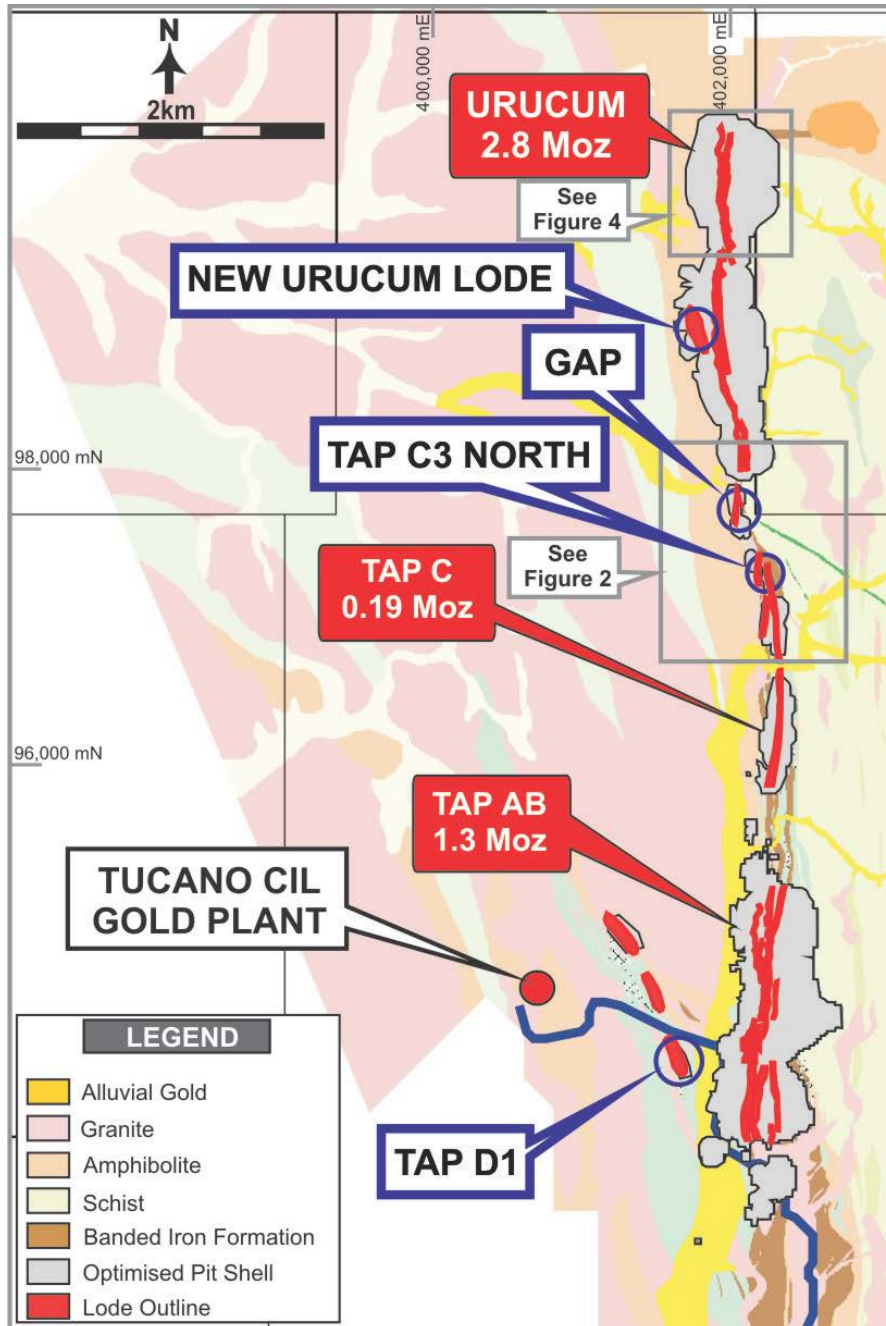 N
2km
400,000 mE
402,000 mE
URUCUM
2.8 Moz
See
Figure 4
NEW URUCUM LODE
GAP
98,000 mN
TAP C3 NORTH
See
Figure 2
TAP C
0.19 Moz
96,000 mN
TAP AB
1.3 Moz
TUCANO CIL
GOLD PLANT
TAP D1
LEGEND
Alluvial Gold
Granite
Amphibolite
Schist
Banded Iron Formation
Optimised Pit Shell
Lode Outline